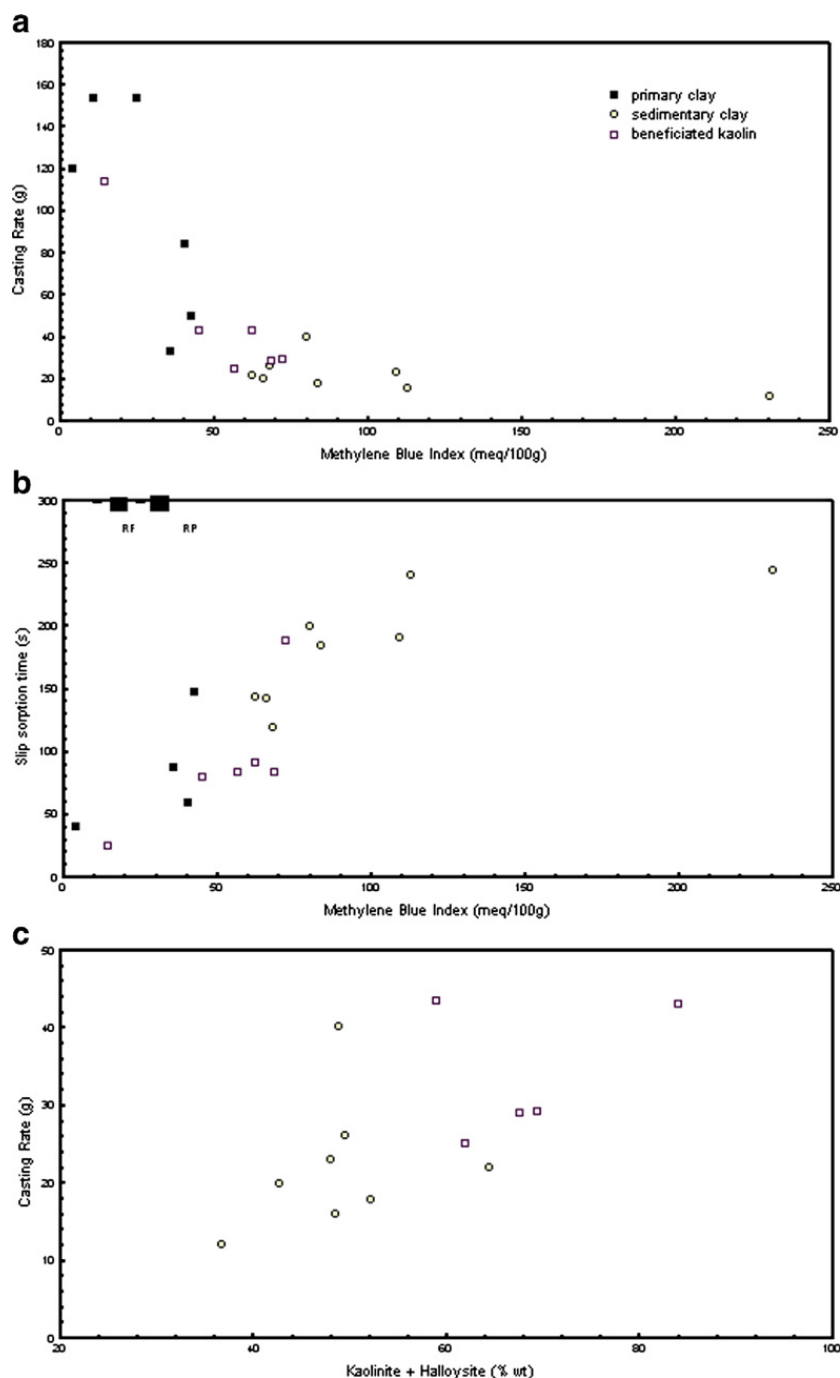 a
180
160
140
120
100
80
60
40
20
0
Casting Rate (g)
■ primary clay
○ sedimentary clay
□ beneficiated kaolin
0 50 100 150 200 250
Methylene Blue Index (meq/100g)
b
300
250
200
150
100
50
0
Slip sorption time (s)
RF RP
0 50 100 150 200 250
Methylene Blue Index (meq/100g)
c
50
40
30
20
10
0
Casting Rate (g)
20 40 60 80 100
Kaolinite + Halloysite (% wt)